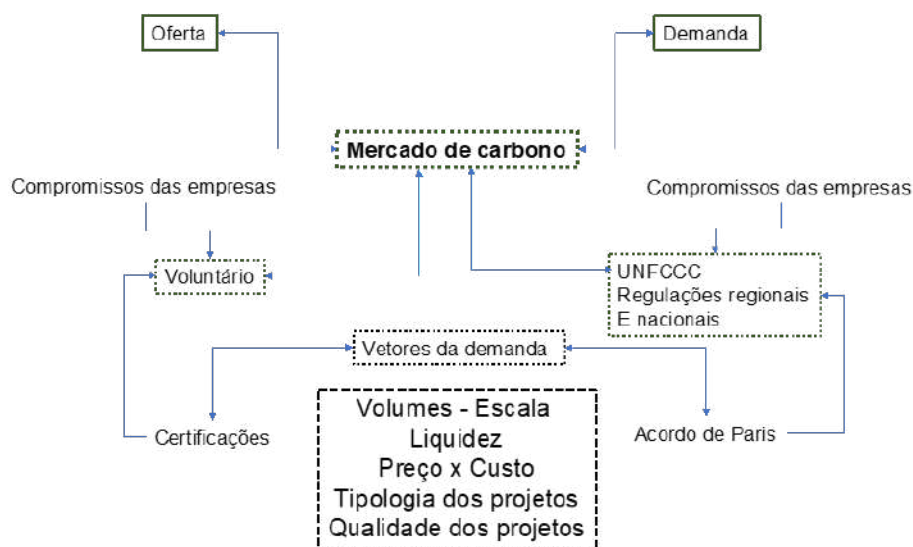 Oferta
Demanda
Mercado de carbono
Compromissos das empresas
Compromissos das empresas
Voluntário
UNFCCC
Regulações regionais
E nacionais
Vetores da demanda
Certificações
Acordo de Paris
Volumes - Escala
Liquidez
Preço x Custo
Tipologia dos projetos
Qualidade dos projetos